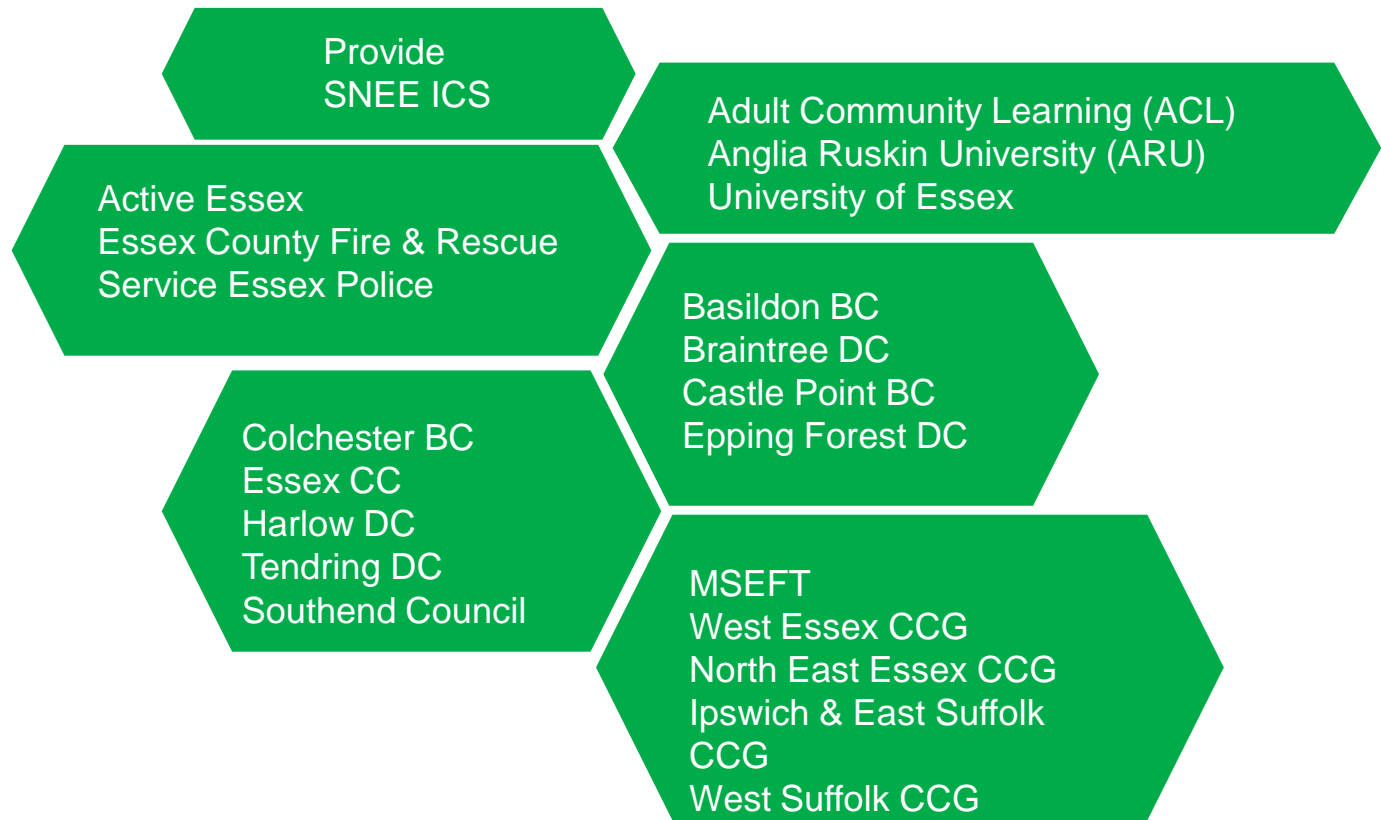 Provide
SNEE ICS
Adult Community Learning (ACL)
Anglia Ruskin University (ARU)
University of Essex
Active Essex
Essex County Fire & Rescue
Service Essex Police
Basildon BC
Braintree DC
Castle Point BC
Epping Forest DC
Colchester BC
Essex CC
Harlow DC
Tendring DC
Southend Council
MSEFT
West Essex CCG
North East Essex CCG
Ipswich & East Suffolk
CCG
West Suffolk CCG